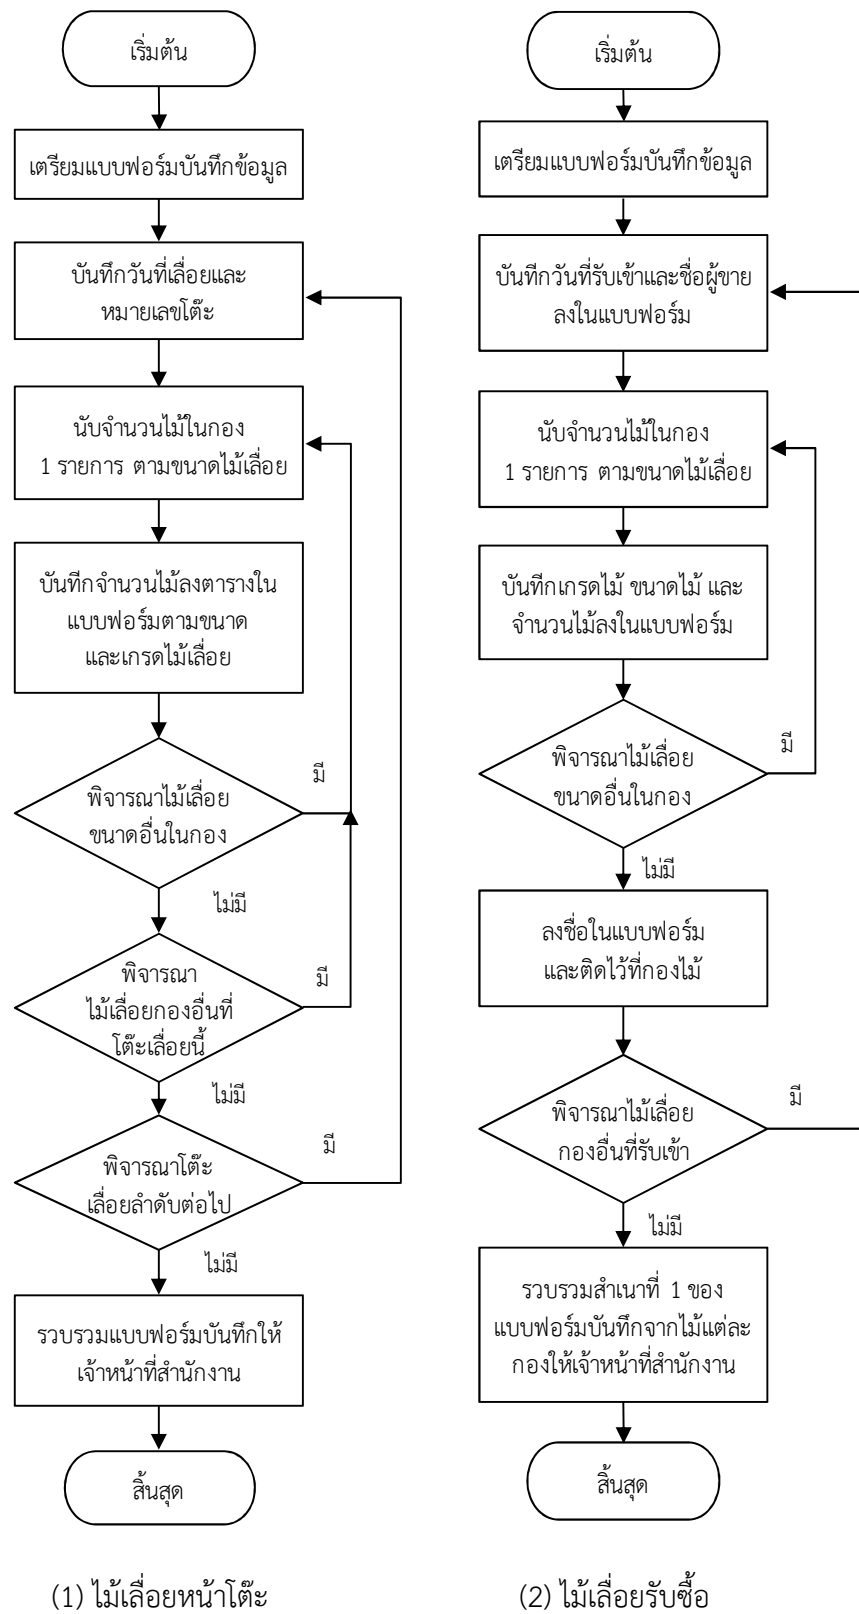 เริ่มต้น
เตรียมแบบฟอร์มบันทึกข้อมูล
บันทึกวันที่เลื่อยและ
หมายเลขโต๊ะ
นับจำนวนไม้ในกอง
1 รายการ ตามขนาดไม้เลื่อย
บันทึกจำนวนไม้ลงตารางใน
แบบฟอร์มตามขนาด
และเกรดไม้เลื่อย
พิจารณาไม้เลื่อย
ขนาดอื่นในกอง
มี
ไม่มี
พิจารณา
ไม้เลื่อยกองอื่นที่
โต๊ะเลื่อยนี้
มี
ไม่มี
พิจารณาโต๊ะ
เลื่อยลำดับต่อไป
มี
ไม่มี
รวบรวมแบบฟอร์มบันทึกให้
เจ้าหน้าที่สำนักงาน
สิ้นสุด
(1) ไม้เลื่อยหน้าโต๊ะ
เริ่มต้น
เตรียมแบบฟอร์มบันทึกข้อมูล
บันทึกวันที่รับเข้าและชื่อผู้ขาย
ลงในแบบฟอร์ม
นับจำนวนไม้ในกอง
1 รายการ ตามขนาดไม้เลื่อย
บันทึกเกรดไม้ ขนาดไม้ และ
จำนวนไม้ลงในแบบฟอร์ม
พิจารณาไม้เลื่อย
ขนาดอื่นในกอง
มี
ไม่มี
ลงชื่อในแบบฟอร์ม
และติดไว้ที่กองไม้
พิจารณาไม้เลื่อย
กองอื่นที่รับเข้า
มี
ไม่มี
รวบรวมสำเนาที่ 1 ของ
แบบฟอร์มบันทึกจากไม้แต่ละ
กองให้เจ้าหน้าที่สำนักงาน
สิ้นสุด
(2) ไม้เลื่อยรับซื้อ